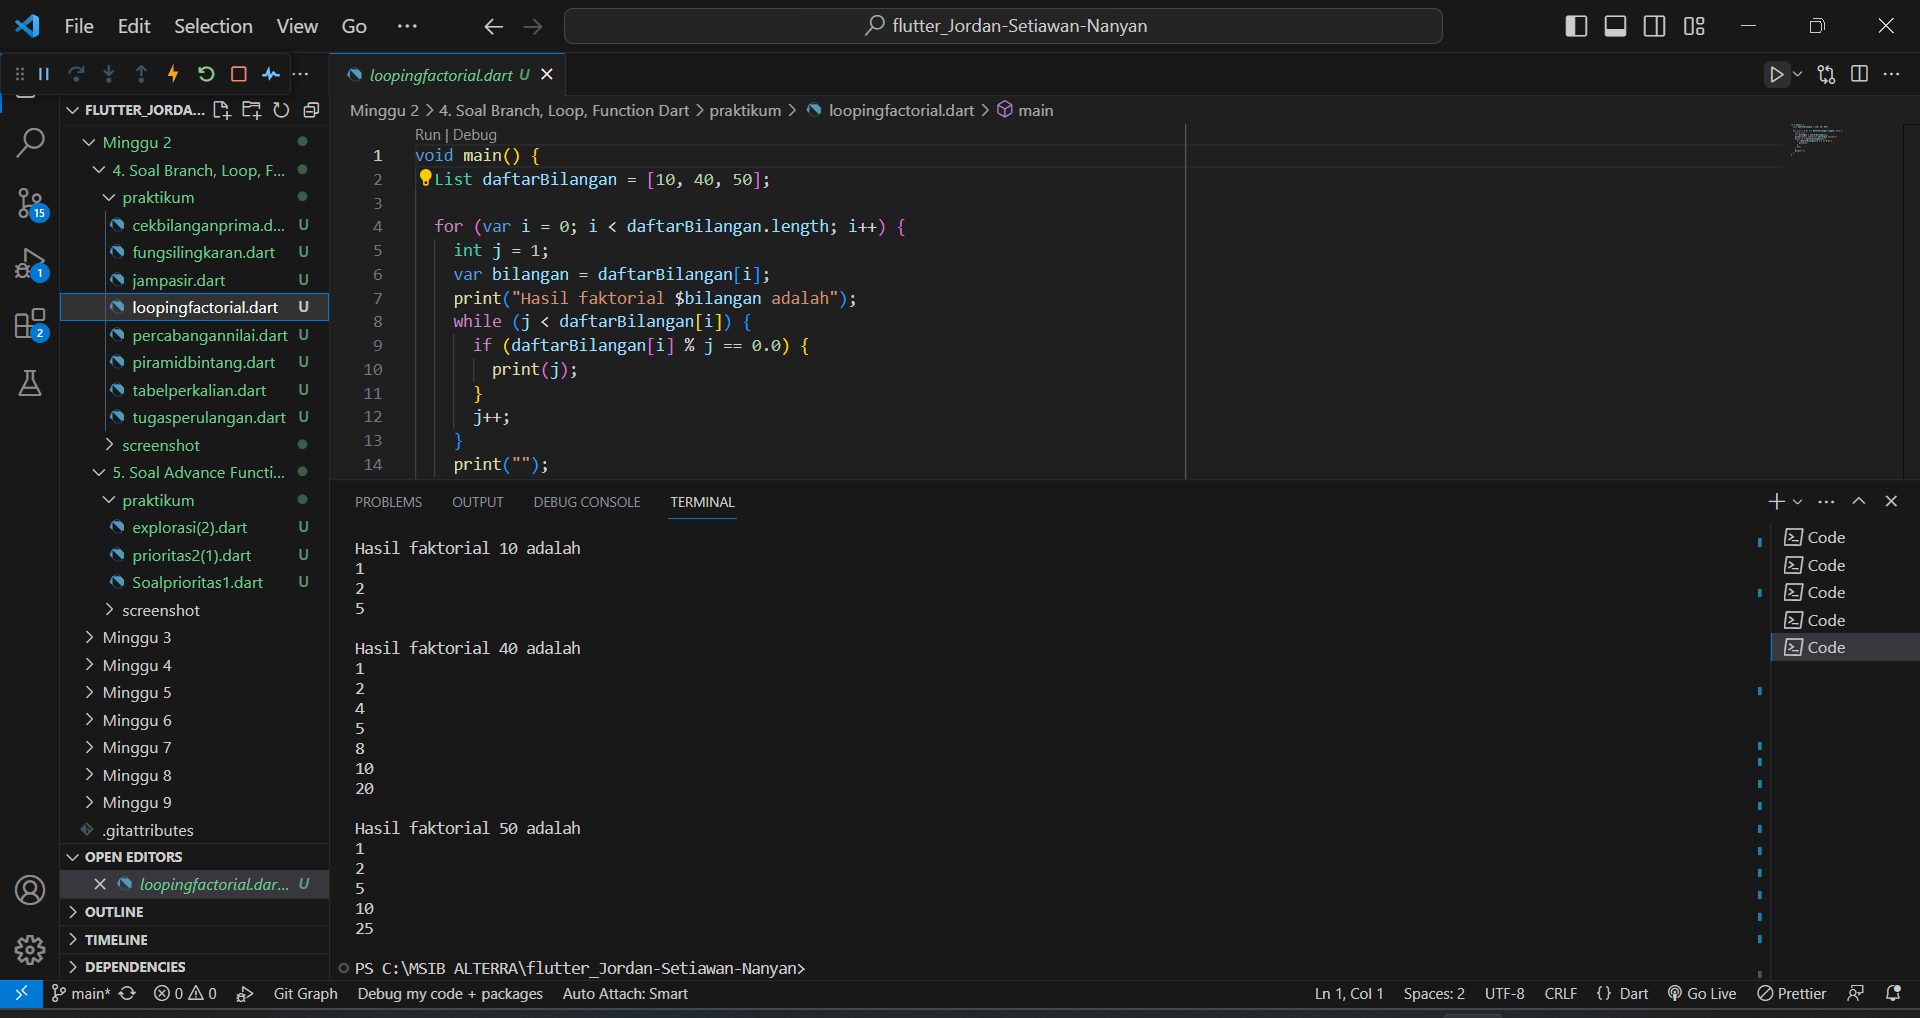 File Edit Selection View Go ··· flutter_Jordan-Setiawan-Nanyan
loopingfactorial.dart U
FLUTTER_JORDA...
Minggu 2 > 4. Soal Branch, Loop, Function Dart > praktikum > loopingfactorial.dart > main
Minggu 2
4. Soal Branch, Loop, F...
praktikum
cekbilanganprima.d... U
fungsilingkaran.dart U
jampasir.dart U
loopingfactorial.dart U
percabangannilai.dart U
piramidbintang.dart U
tabelperkalian.dart U
tugasperulangan.dart U
screenshot
5. Soal Advance Functi...
praktikum
explorasi(2).dart U
prioritas2(1).dart U
Soalprioritas1.dart U
screenshot
Minggu 3
Minggu 4
Minggu 5
Minggu 6
Minggu 7
Minggu 8
Minggu 9
.gitattributes
OPEN EDITORS
loopingfactorial.dar... U
OUTLINE
TIMELINE
DEPENDENCIES
15
1
2
Run | Debug
1 void main() {
2 List daftarBilangan = [10, 40, 50];
3
4 for (var i = 0; i < daftarBilangan.length; i++) {
5 int j = 1;
6 var bilangan = daftarBilangan[i];
7 print("Hasil faktorial $bilangan adalah");
8 while (j < daftarBilangan[i]) {
9 if (daftarBilangan[i] % j == 0.0) {
10 print(j);
11 }
12 j++;
13 }
14 print("");
PROBLEMS OUTPUT DEBUG CONSOLE TERMINAL
Hasil faktorial 10 adalah
1
2
5
Hasil faktorial 40 adalah
1
2
4
5
8
10
20
Hasil faktorial 50 adalah
1
2
5
10
25
PS C:\MSIB ALTERRA\flutter_Jordan-Setiawan-Nanyan>
Code
Code
Code
Code
Code
main* 0 0 Git Graph Debug my code + packages Auto Attach: Smart Ln 1, Col 1 Spaces: 2 UTF-8 CRLF {} Dart Go Live Prettier